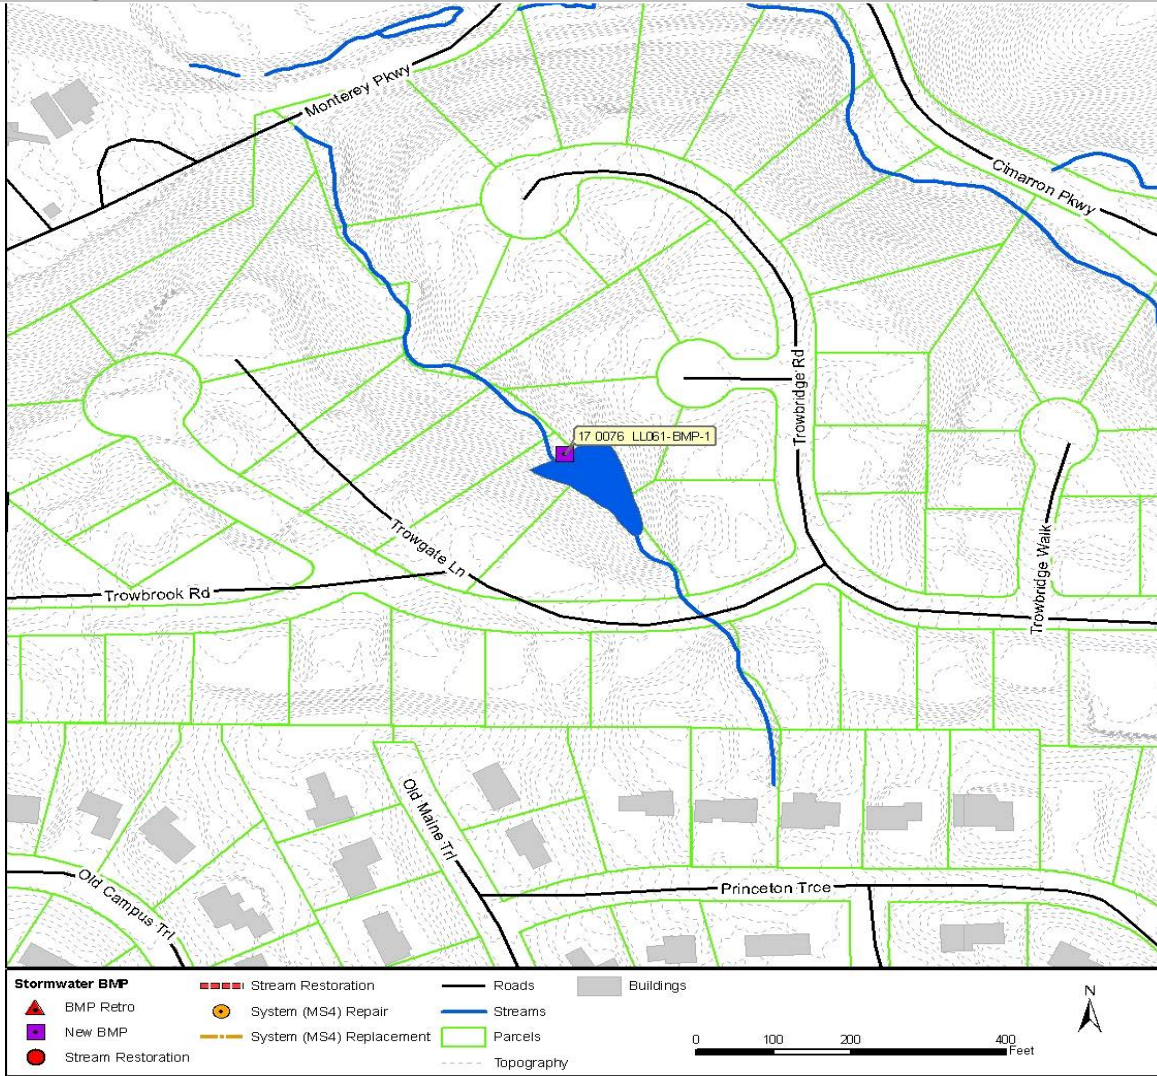 Monterey Pkwy
Cimarron Pkwy
Trowbridge Rd
17 0076 LL061-BMP-1
Trowgate Ln
Trowbrook Rd
Trowbridge Walk
Old Maine Trl
Old Campus Trl
Princeton Trce
Stormwater BMP
BMP Retro
New BMP
Stream Restoration
Stream Restoration
System (MS4) Repair
System (MS4) Replacement
Roads
Streams
Parcels
Topography
Buildings
N
0 100 200 400
Feet